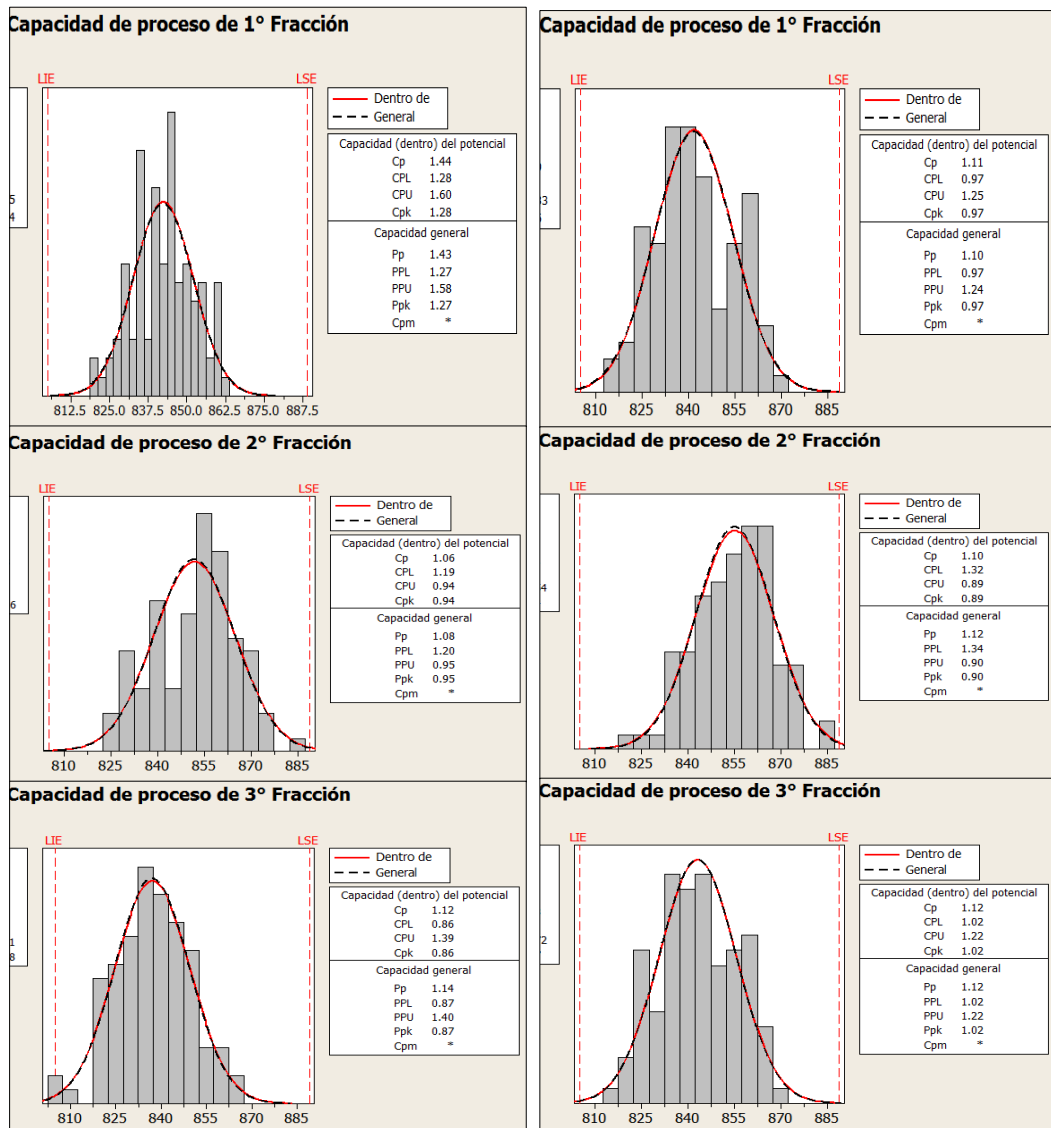 Capacidad de proceso de 1° Fracción
LIE LSE
Dentro de
General
Capacidad (dentro) del potencial
Cp 1.44
CPL 1.28
CPU 1.60
Cpk 1.28
Capacidad general
Pp 1.43
PPL 1.27
PPU 1.58
Ppk 1.27
Cpm *
5
4
812.5 825.0 837.5 850.0 862.5 875.0 887.5
Capacidad de proceso de 1° Fracción
LIE LSE
Dentro de
General
Capacidad (dentro) del potencial
Cp 1.11
CPL 0.97
CPU 1.25
Cpk 0.97
Capacidad general
Pp 1.10
PPL 0.97
PPU 1.24
Ppk 0.97
Cpm *
810 825 840 855 870 885
Capacidad de proceso de 2° Fracción
LIE LSE
Dentro de
General
Capacidad (dentro) del potencial
Cp 1.06
CPL 1.19
CPU 0.94
Cpk 0.94
Capacidad general
Pp 1.08
PPL 1.20
PPU 0.95
Ppk 0.95
Cpm *
6
810 825 840 855 870 885
Capacidad de proceso de 2° Fracción
LIE LSE
Dentro de
General
Capacidad (dentro) del potencial
Cp 1.10
CPL 1.32
CPU 0.89
Cpk 0.89
Capacidad general
Pp 1.12
PPL 1.34
PPU 0.90
Ppk 0.90
Cpm *
4
810 825 840 855 870 885
Capacidad de proceso de 3° Fracción
LIE LSE
Dentro de
General
Capacidad (dentro) del potencial
Cp 1.12
CPL 0.86
CPU 1.39
Cpk 0.86
Capacidad general
Pp 1.14
PPL 0.87
PPU 1.40
Ppk 0.87
Cpm *
1
8
810 825 840 855 870 885
Capacidad de proceso de 3° Fracción
LIE LSE
Dentro de
General
Capacidad (dentro) del potencial
Cp 1.12
CPL 1.02
CPU 1.22
Cpk 1.02
Capacidad general
Pp 1.12
PPL 1.02
PPU 1.22
Ppk 1.02
Cpm *
2
810 825 840 855 870 885